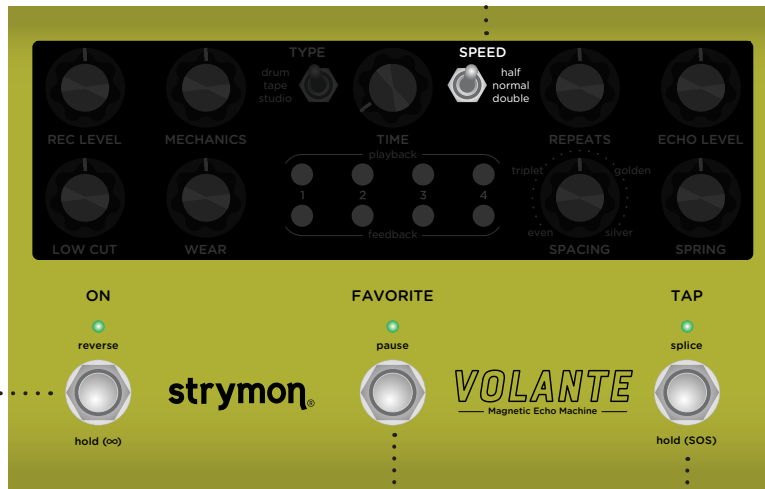 TYPE
SPEED
drum
tape
studio
half
normal
double
REC LEVEL
MECHANICS
TIME
REPEATS
ECHO LEVEL
playback
1
2
3
4
feedback
triplet
golden
even
silver
LOW CUT
WEAR
SPACING
SPRING
ON
FAVORITE
TAP
reverse
pause
splice
strymon®
VOLANTE
Magnetic Echo Machine
hold (∞)
hold (SOS)